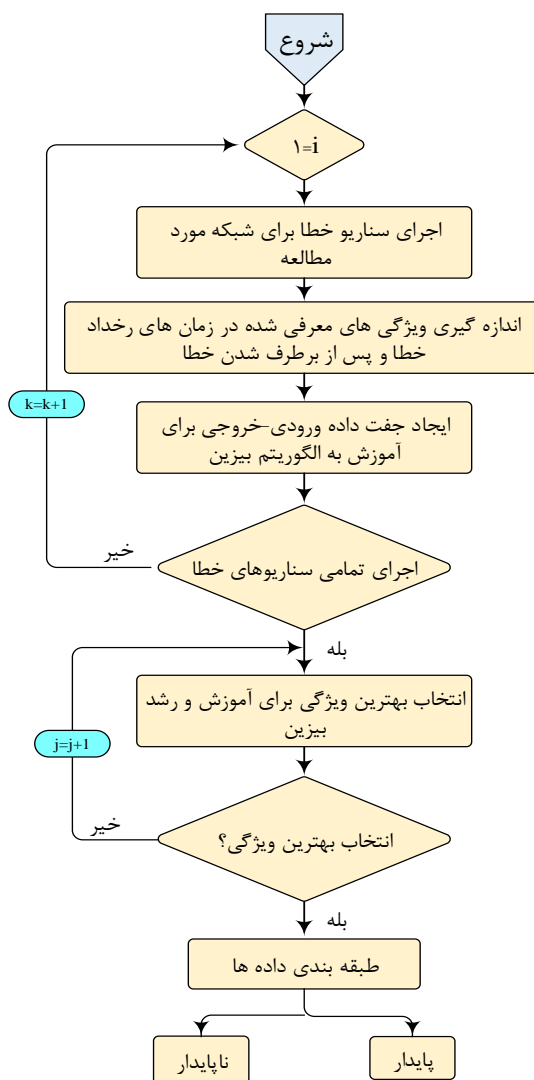 شروع
۱=i
اجرای سناریو خطا برای شبکه مورد
مطالعه
اندازه گیری ویژگی های معرفی شده در زمان های رخداد
خطا و پس از برطرف شدن خطا
k=k+1
ایجاد جفت داده ورودی-خروجی برای
آموزش به الگوریتم بیزین
خیر
اجرای تمامی سناریوهای خطا
بله
انتخاب بهترین ویژگی برای آموزش و رشد
بیزین
j=j+1
خیر
انتخاب بهترین ویژگی؟
بله
طبقه بندی داده ها
پایدار
ناپایدار